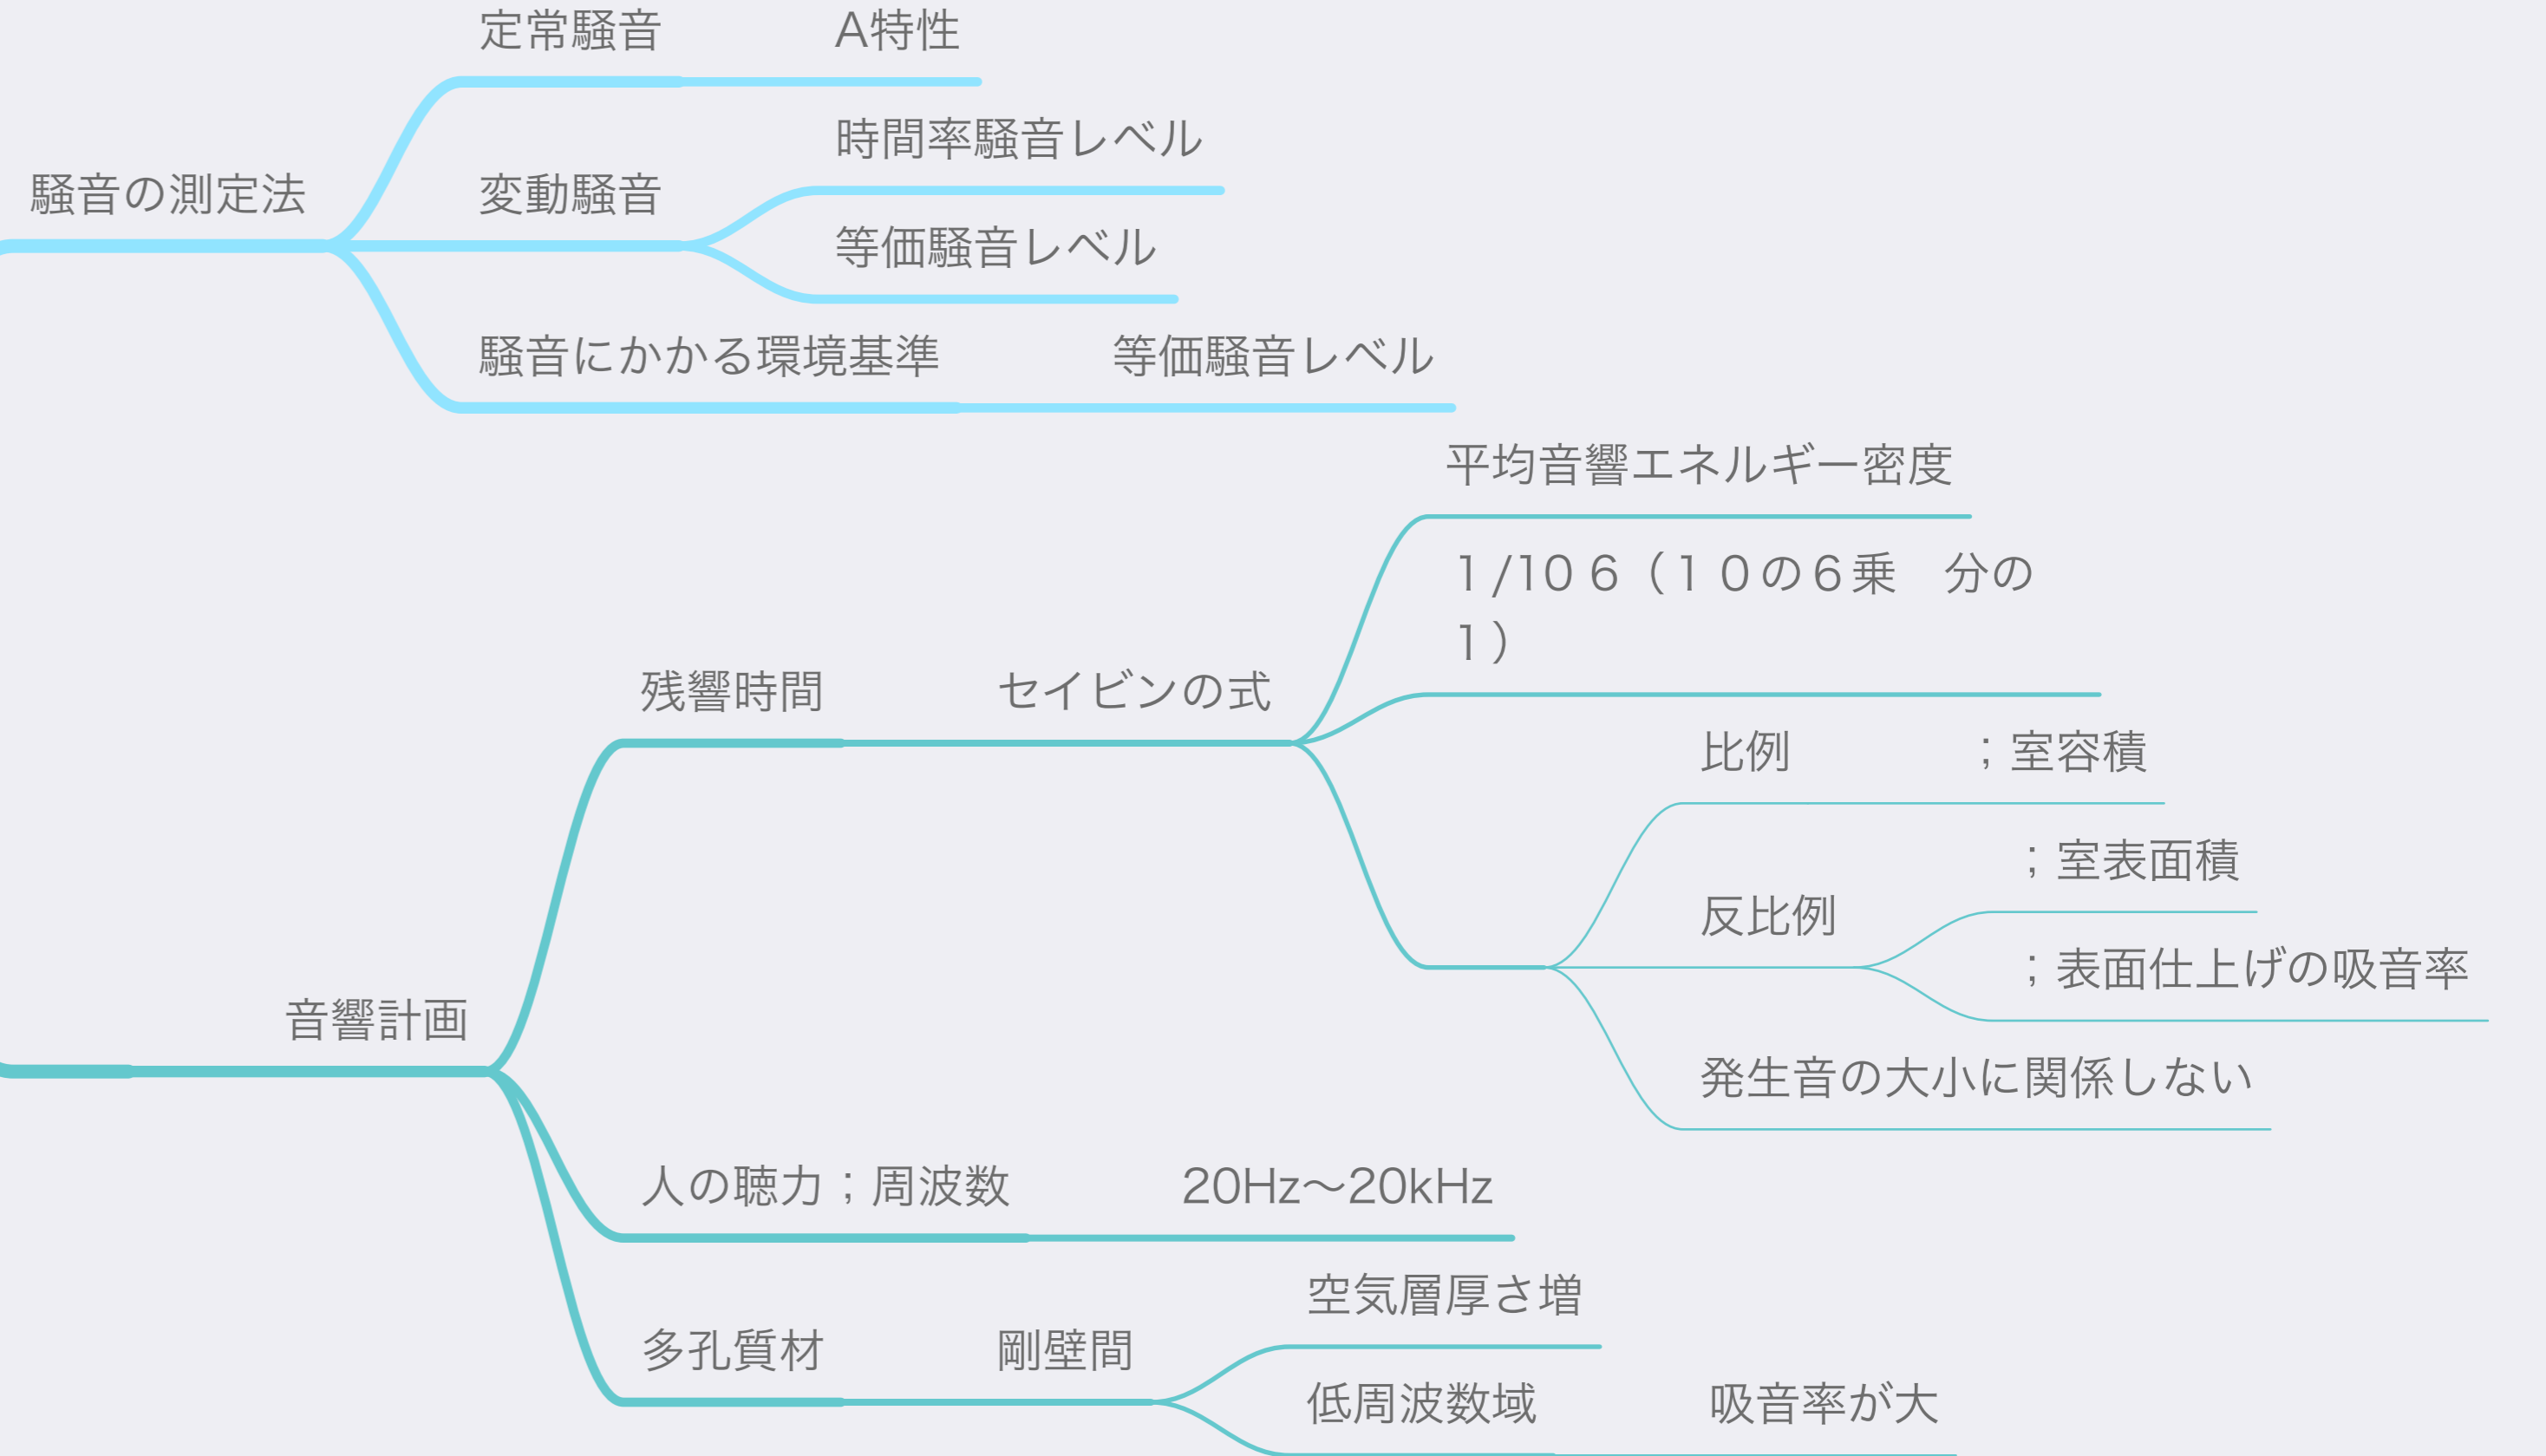 定常騒音
A特性
騒音の測定法
変動騒音
時間率騒音レベル
等価騒音レベル
騒音にかかる環境基準
等価騒音レベル
音響計画
残響時間
セイビンの式
平均音響エネルギー密度
１/10６（１０の６乗　分の
１）
比例
；室容積
反比例
；室表面積
；表面仕上げの吸音率
発生音の大小に関係しない
人の聴力；周波数
20Hz〜20kHz
多孔質材
剛壁間
空気層厚さ増
低周波数域
吸音率が大